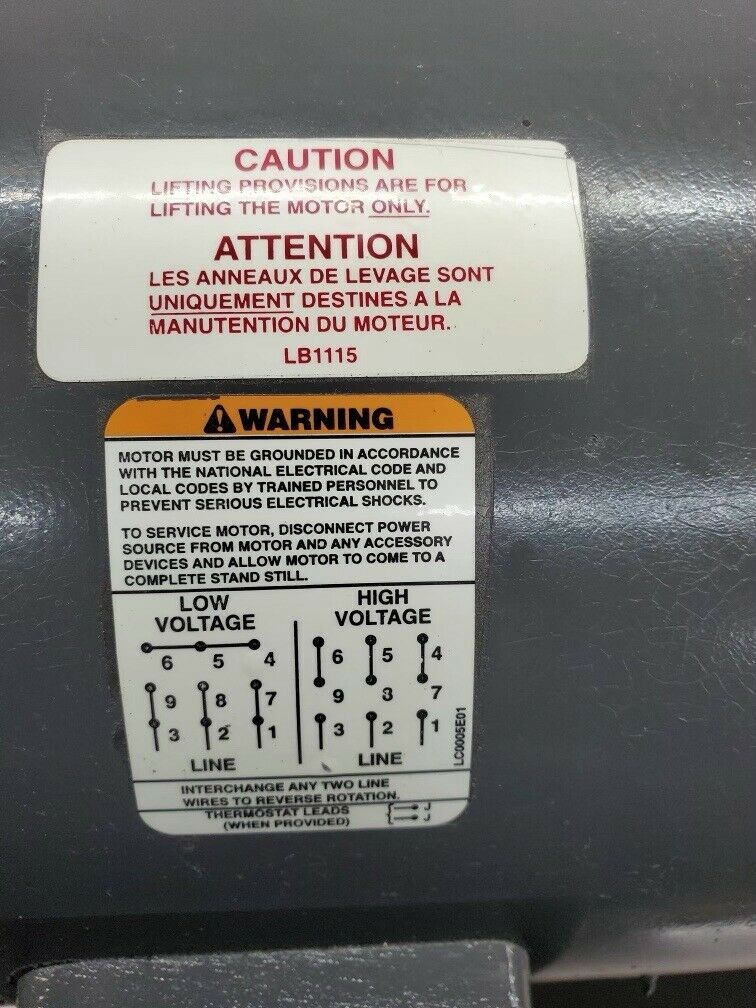 CAUTION
LIFTING PROVISIONS ARE FOR
LIFTING THE MOTOR ONLY.
ATTENTION
LES ANNEAUX DE LEVAGE SONT
UNIQUEMENT DESTINES A LA
MANUTENTION DU MOTEUR.
LB1115
WARNING
MOTOR MUST BE GROUNDED IN ACCORDANCE
WITH THE NATIONAL ELECTRICAL CODE AND
LOCAL CODES BY TRAINED PERSONNEL TO
PREVENT SERIOUS ELECTRICAL SHOCKS.
TO SERVICE MOTOR, DISCONNECT POWER
SOURCE FROM MOTOR AND ANY ACCESSORY
DEVICES AND ALLOW MOTOR TO COME TO A
COMPLETE STAND STILL.
LOW
VOLTAGE
6 5 4
9 8 7
3 2 1
LINE
HIGH
VOLTAGE
6 5 4
9 8 7
3 2 1
LINE
LC0005E01
INTERCHANGE ANY TWO LINE
WIRES TO REVERSE ROTATION.
THERMOSTAT LEADS J
(WHEN PROVIDED) J